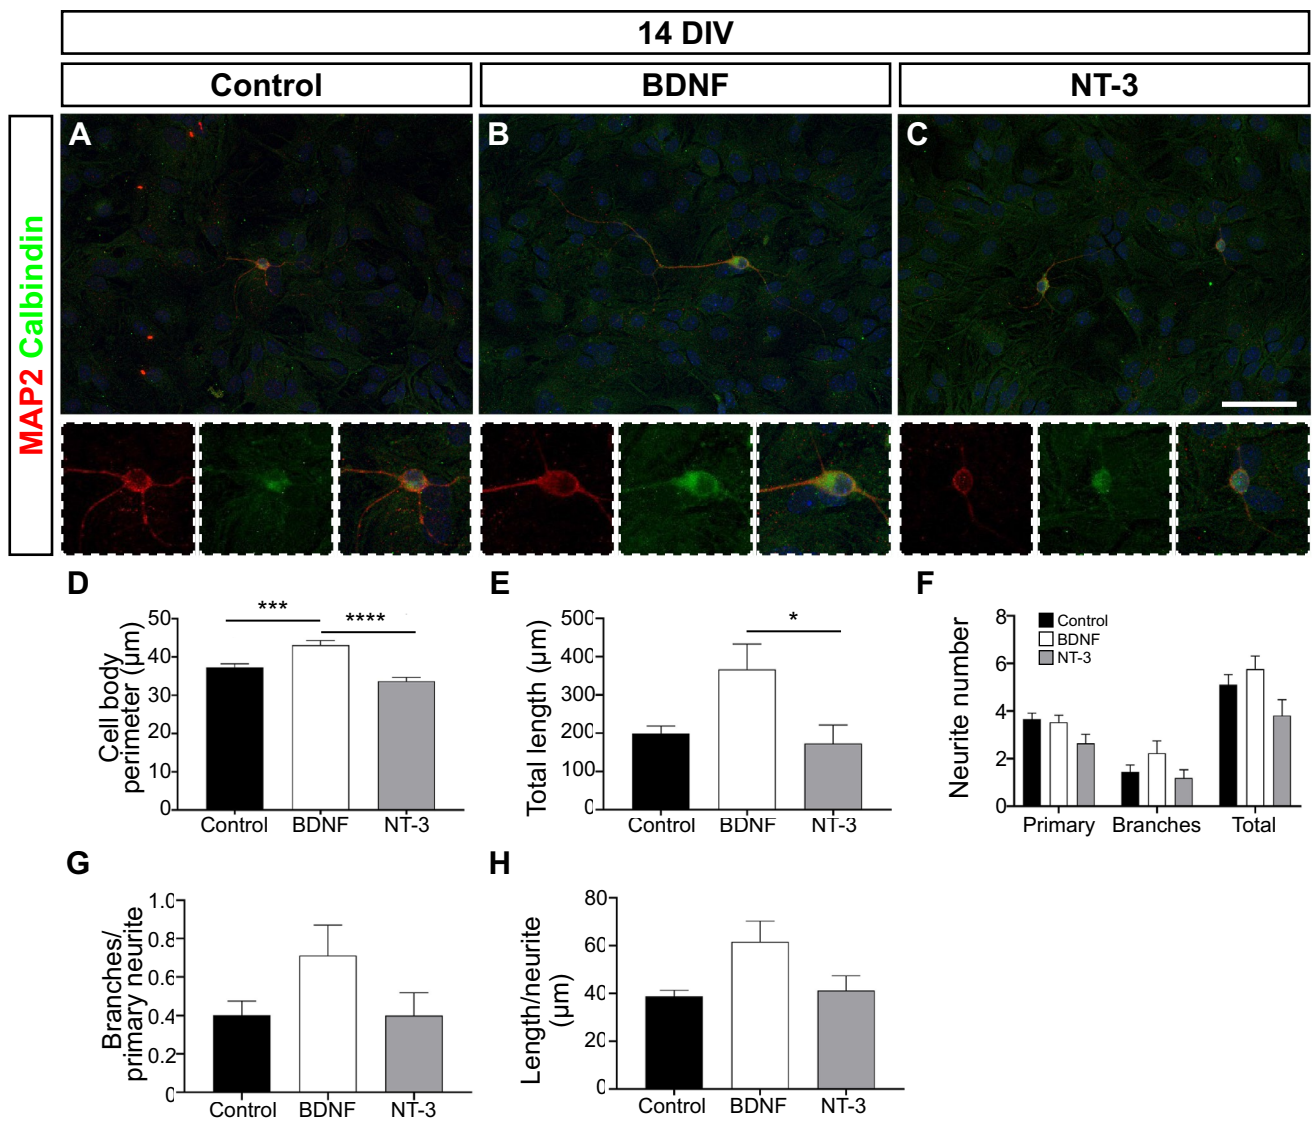 14 DIV
Control
BDNF
NT-3
MAP2 Calbindin
A
B
C
D
Cell body
perimeter (µm)
50
40
30
20
10
0
***
****
Control
BDNF
NT-3
E
Total length (µm)
500
400
300
200
100
0
*
Control
BDNF
NT-3
F
Neurite number
8
6
4
2
0
Control
BDNF
NT-3
Primary
Branches
Total
G
Branches/
primary neurite
1.0
0.8
0.6
0.4
0.2
0
Control
BDNF
NT-3
H
Length/neurite
(µm)
80
60
40
20
0
Control
BDNF
NT-3